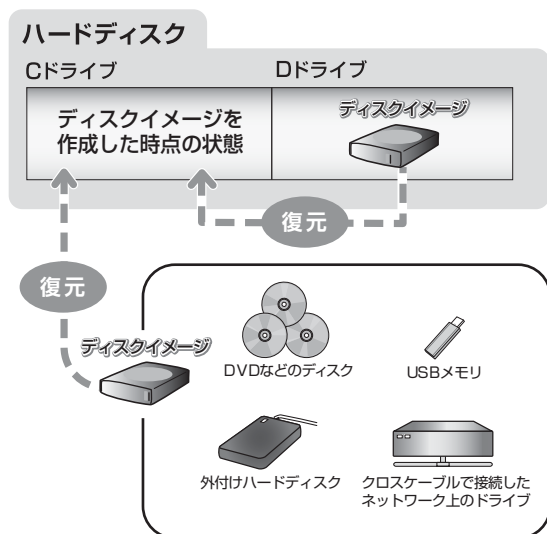 ハードディスク
Cドライブ
Dドライブ
ディスクイメージを
作成した時点の状態
ディスクイメージ
復元
復元
ディスクイメージ
DVDなどのディスク
USBメモリ
外付けハードディスク
クロスケーブルで接続した
ネットワーク上のドライブ